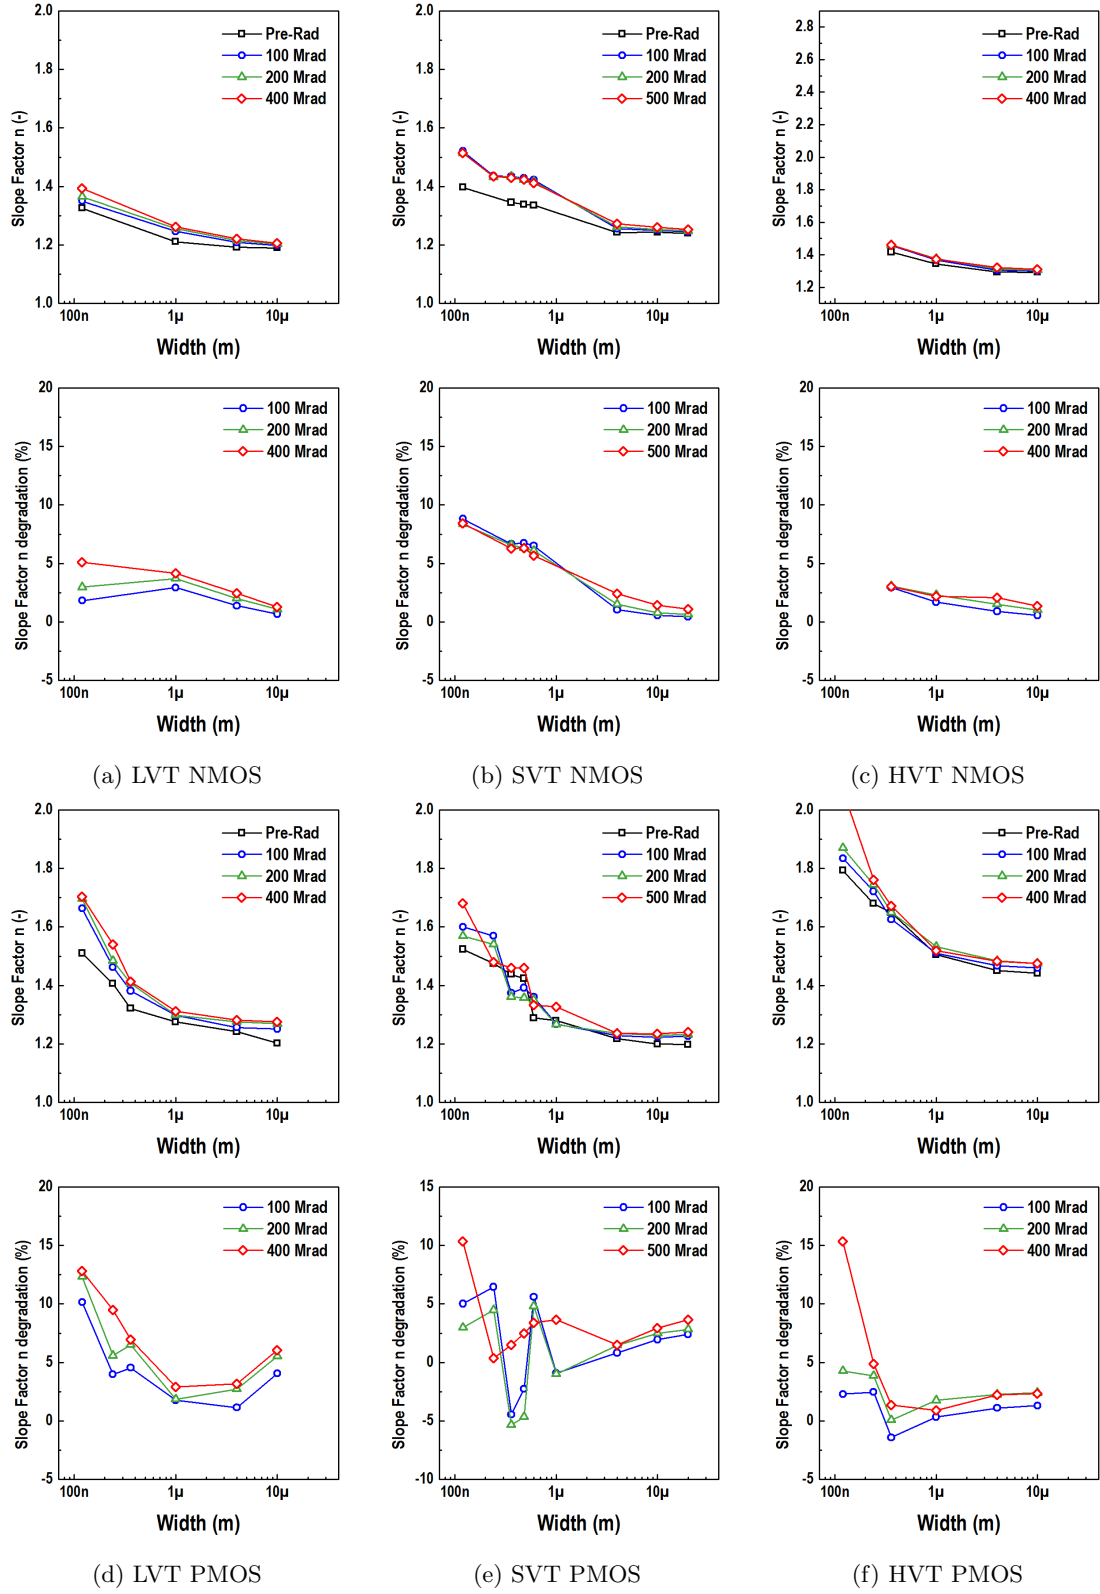 2.0
1.8
1.6
1.4
1.2
1.0
Slope Factor n (-)
Pre-Rad
100 Mrad
200 Mrad
400 Mrad
100n 1µ 10µ
Width (m)
2.0
1.8
1.6
1.4
1.2
1.0
Slope Factor n (-)
Pre-Rad
100 Mrad
200 Mrad
500 Mrad
100n 1µ 10µ
Width (m)
2.8
2.6
2.4
2.2
2.0
1.8
1.6
1.4
1.2
Slope Factor n (-)
Pre-Rad
100 Mrad
200 Mrad
400 Mrad
100n 1µ 10µ
Width (m)
20
15
10
5
0
-5
Slope Factor n degradation (%)
100 Mrad
200 Mrad
400 Mrad
100n 1µ 10µ
Width (m)
20
15
10
5
0
-5
Slope Factor n degradation (%)
100 Mrad
200 Mrad
500 Mrad
100n 1µ 10µ
Width (m)
20
15
10
5
0
-5
Slope Factor n degradation (%)
100 Mrad
200 Mrad
400 Mrad
100n 1µ 10µ
Width (m)
(a) LVT NMOS
(b) SVT NMOS
(c) HVT NMOS
2.0
1.8
1.6
1.4
1.2
1.0
Slope Factor n (-)
Pre-Rad
100 Mrad
200 Mrad
400 Mrad
100n 1µ 10µ
Width (m)
2.0
1.8
1.6
1.4
1.2
1.0
Slope Factor n (-)
Pre-Rad
100 Mrad
200 Mrad
500 Mrad
100n 1µ 10µ
Width (m)
2.0
1.8
1.6
1.4
1.2
1.0
Slope Factor n (-)
Pre-Rad
100 Mrad
200 Mrad
400 Mrad
100n 1µ 10µ
Width (m)
20
15
10
5
0
-5
Slope Factor n degradation (%)
100 Mrad
200 Mrad
400 Mrad
100n 1µ 10µ
Width (m)
15
10
5
0
-5
-10
Slope Factor n degradation (%)
100 Mrad
200 Mrad
500 Mrad
100n 1µ 10µ
Width (m)
20
15
10
5
0
-5
Slope Factor n degradation (%)
100 Mrad
200 Mrad
400 Mrad
100n 1µ 10µ
Width (m)
(d) LVT PMOS
(e) SVT PMOS
(f) HVT PMOS